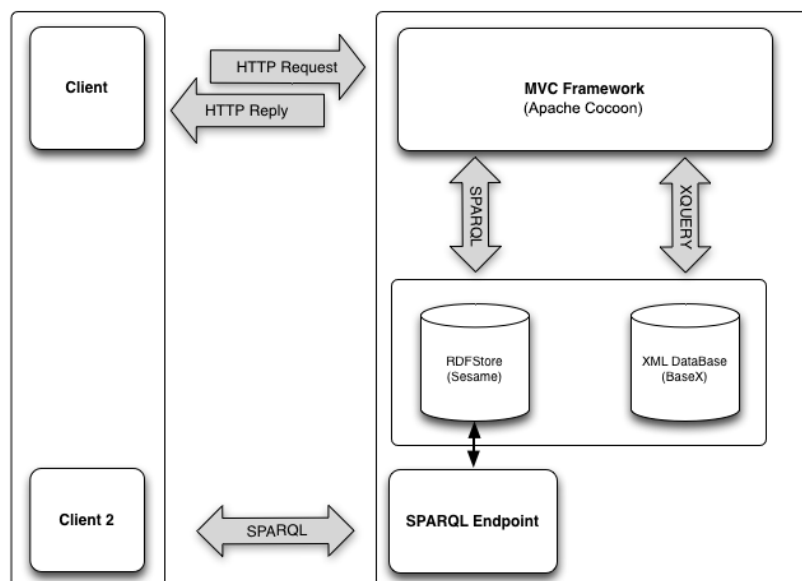 Client
HTTP Request
HTTP Reply
MVC Framework
(Apache Cocoon)
SPARQL
XQUERY
RDFStore
(Sesame)
XML DataBase
(BaseX)
Client 2
SPARQL
SPARQL Endpoint